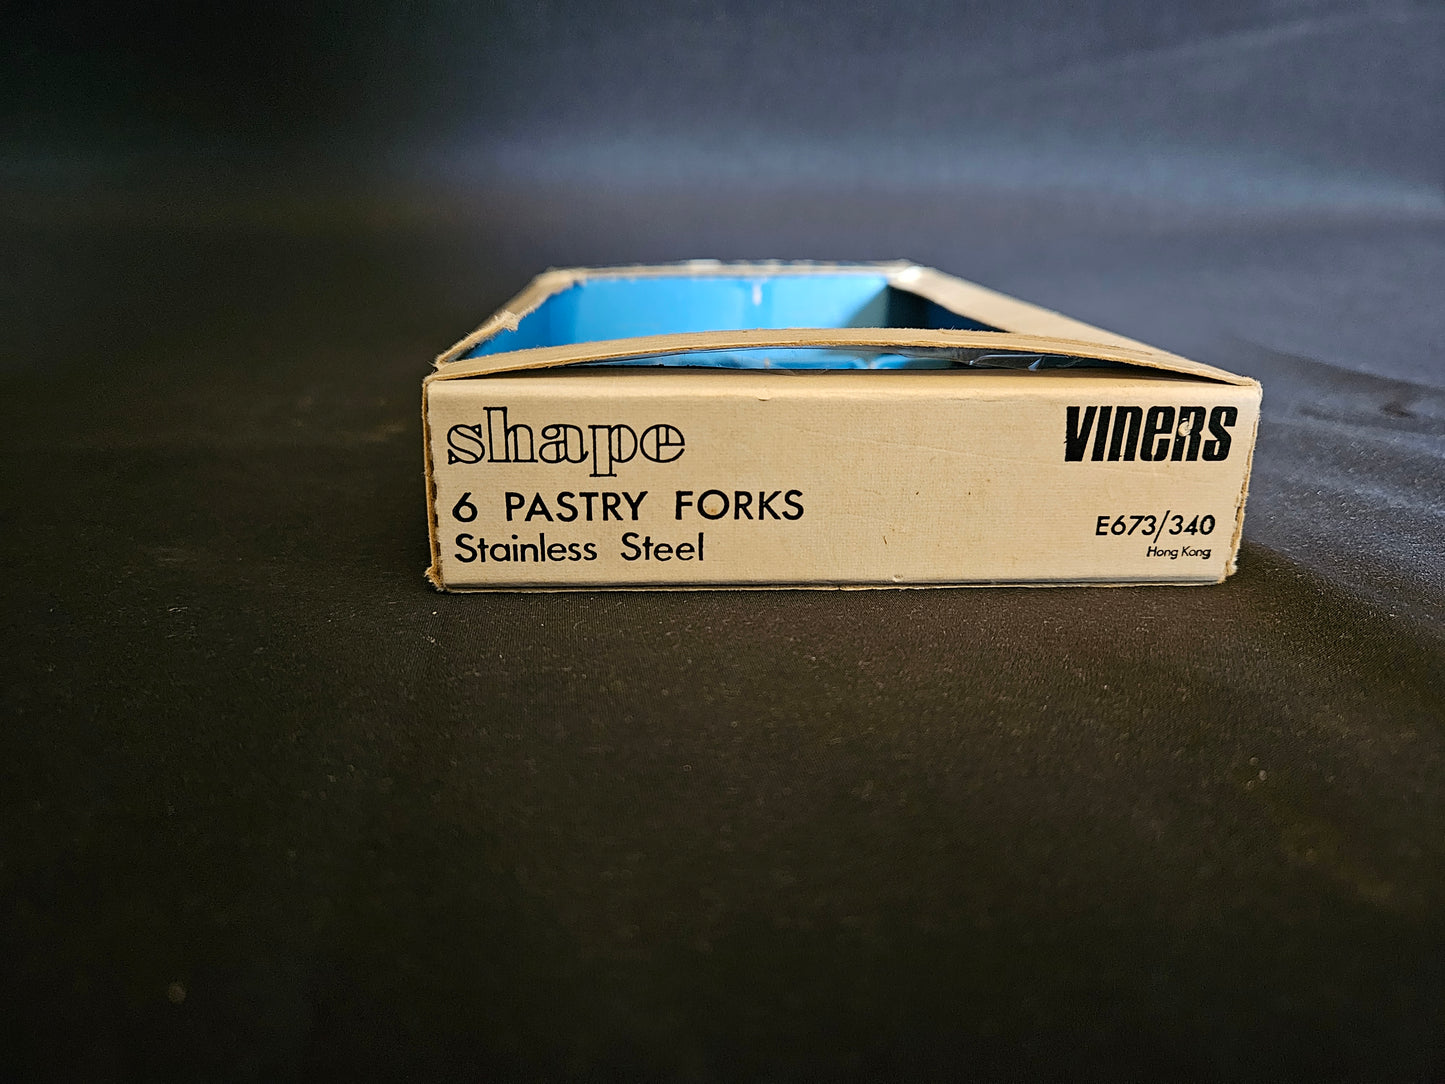 shape
VINERS
6 PASTRY FORKS
Stainless Steel
E673/340
Hong Kong